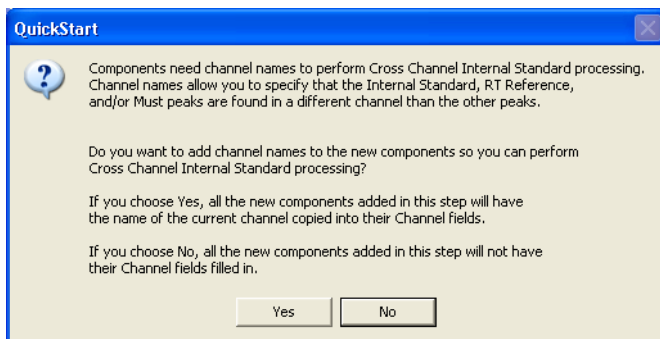 QuickStart
Components need channel names to perform Cross Channel Internal Standard processing.
Channel names allow you to specify that the Internal Standard, RT Reference,
and/or Must peaks are found in a different channel than the other peaks.
Do you want to add channel names to the new components so you can perform
Cross Channel Internal Standard processing?
If you choose Yes, all the new components added in this step will have
the name of the current channel copied into their Channel fields.
If you choose No, all the new components added in this step will not have
their Channel fields filled in.
Yes No